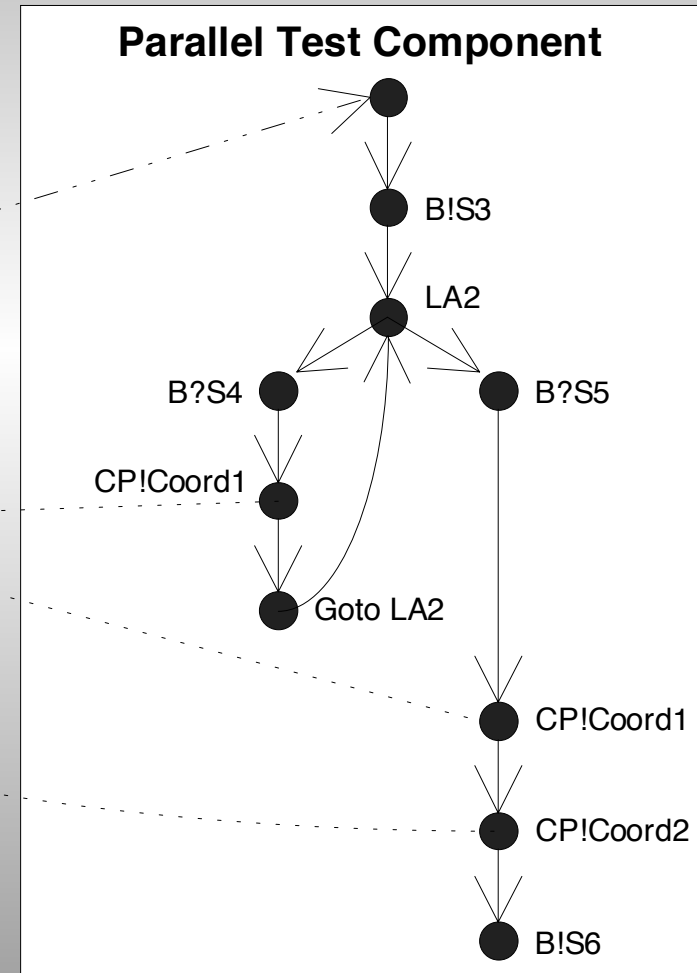 Parallel Test Component
B!S3
LA2
B?S4
B?S5
CP!Coord1
Goto LA2
CP!Coord1
CP!Coord2
B!S6